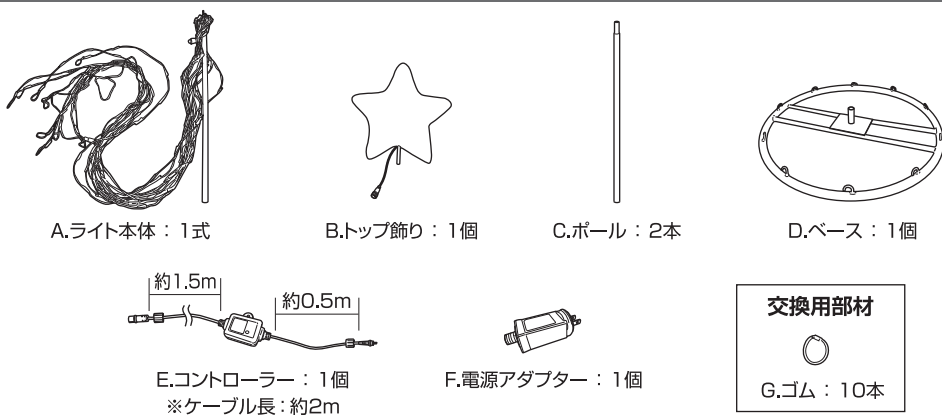 A.ライト本体：1式
B.トップ飾り：1個
C.ポール：2本
D.ベース：1個
約1.5m
約0.5m
E.コントローラー：1個
※ケーブル長：約2m
F.電源アダプター：1個
交換用部材
G.ゴム：10本